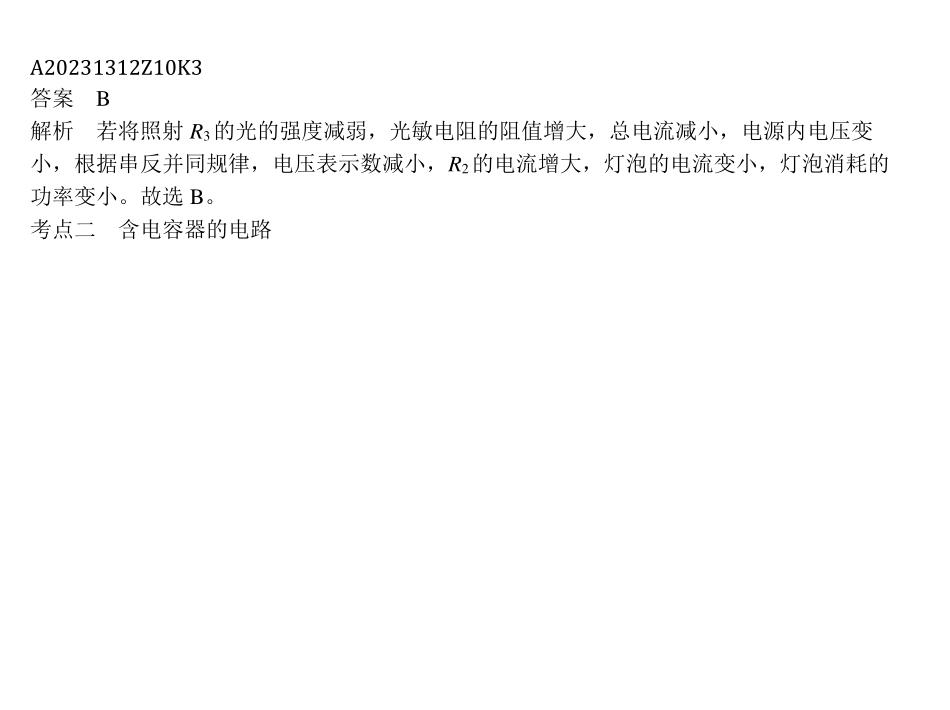 A20231312Z10K3
答案　B
解析　若将照射 R3的光的强度减弱，光敏电阻的阻值增大，总电流减小，电源内电压变
小，根据串反并同规律，电压表示数减小，R2的电流增大，灯泡的电流变小，灯泡消耗的
功率变小。故选 B。
考点二　含电容器的电路